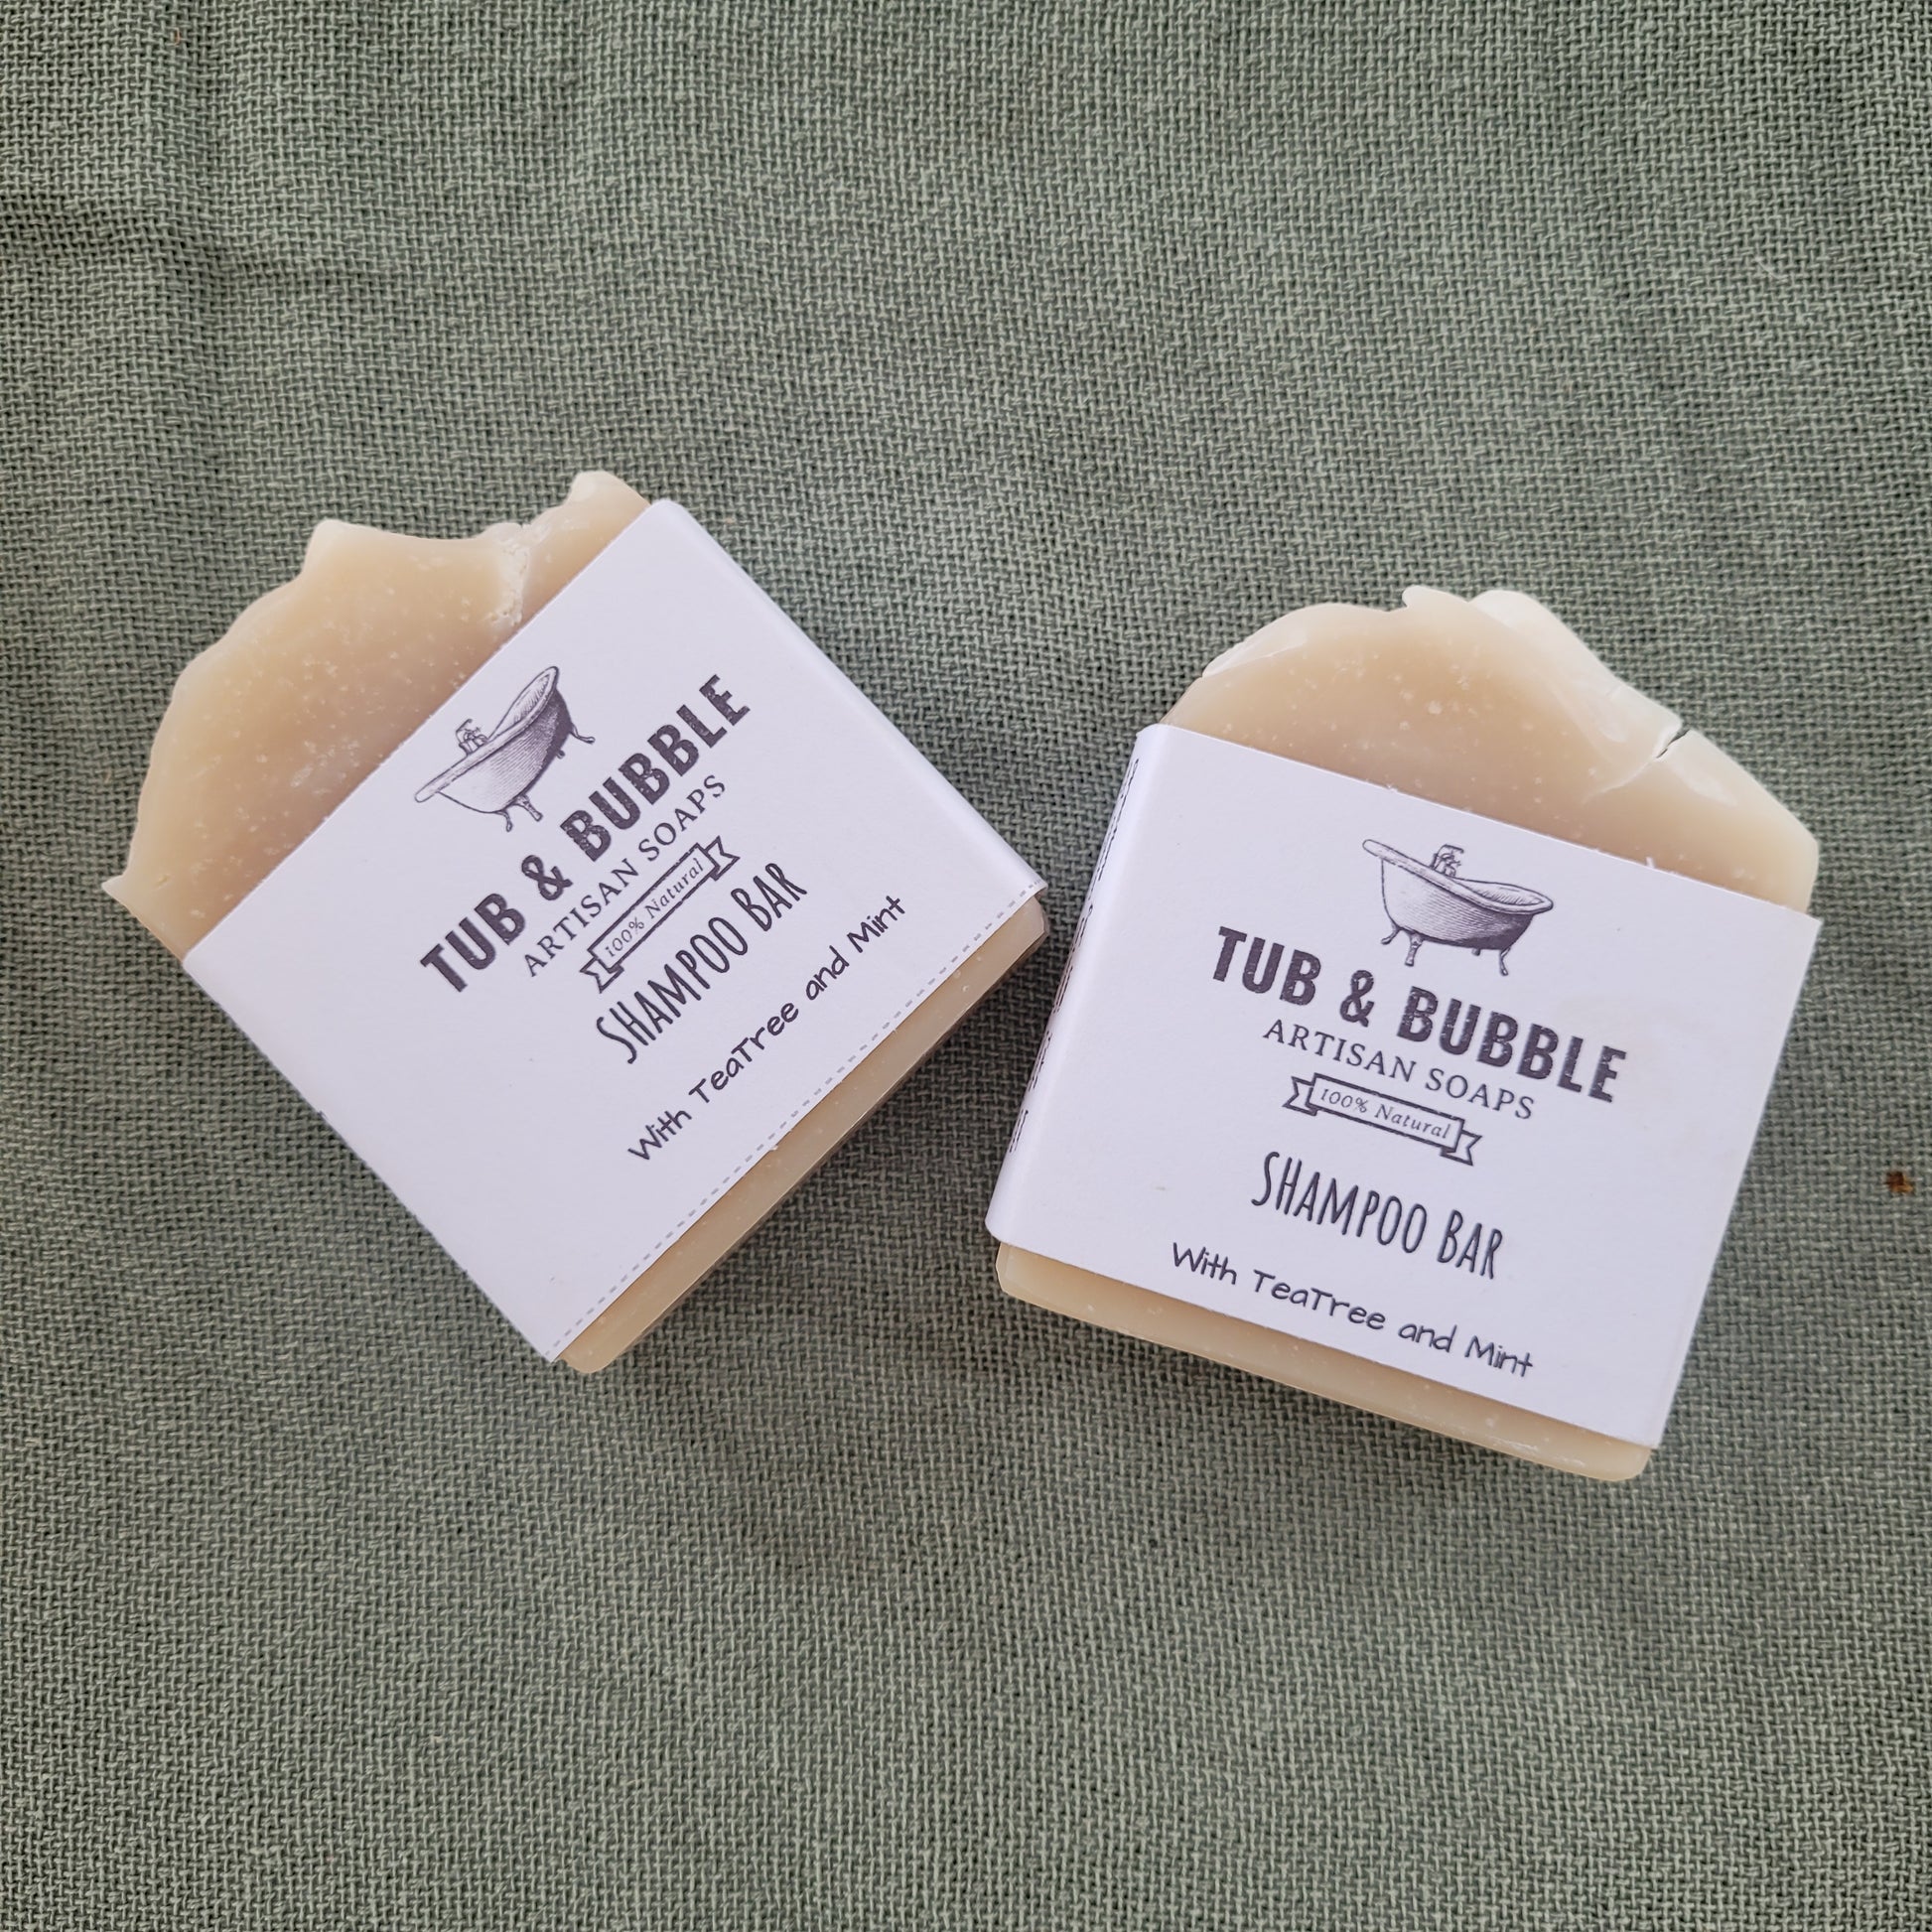 TUB & BUBBLE
ARTISAN SOAPS
100% Natural
SHAMPOO BAR
With TeaTree and Mint
TUB & BUBBLE
ARTISAN SOAPS
100% Natural
SHAMPOO BAR
With TeaTree and Mint